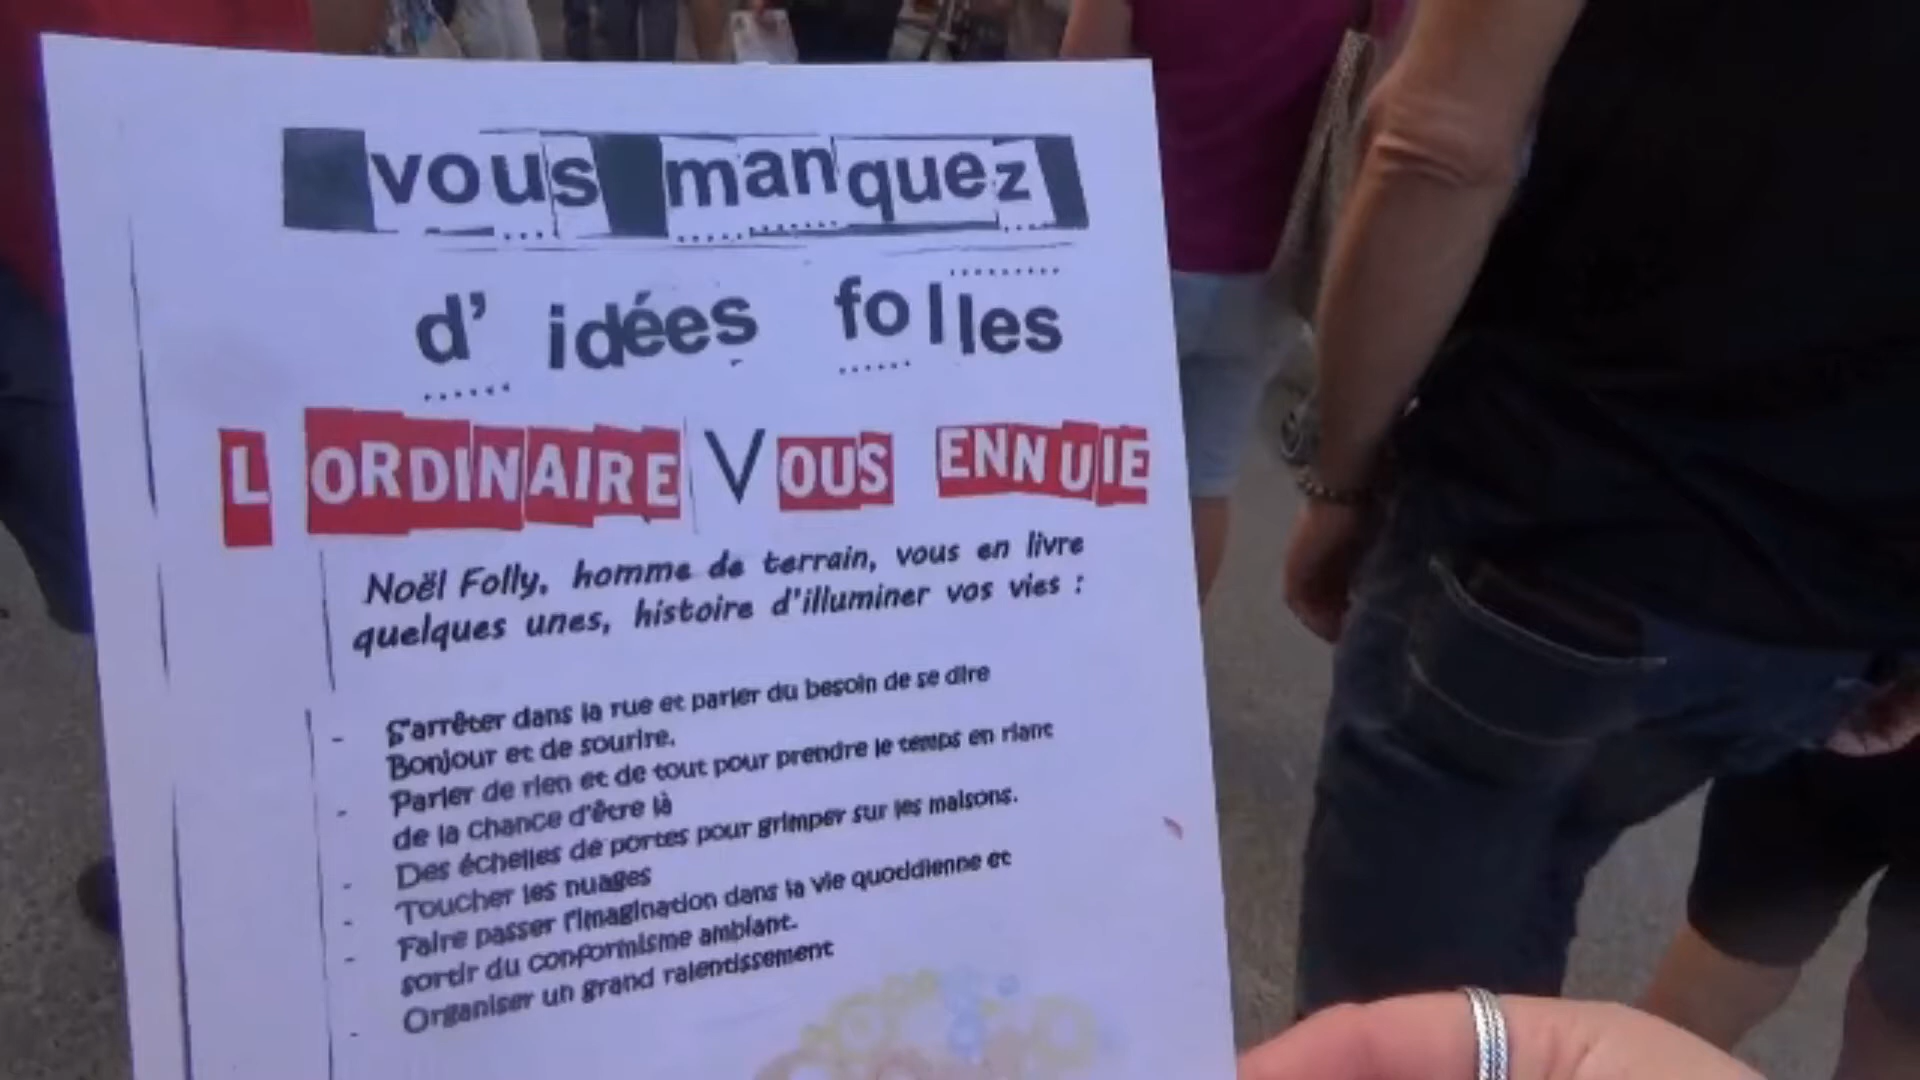 vous manquez
d' idées folles
L ORDINAIRE VOUS ENNUIE
Noël Folly, homme de terrain, vous en livre
quelques unes, histoire d'illuminer vos vies :
- S'arrêter dans la rue et parler du besoin de se dire
Bonjour et de sourire.
- Parler de rien et de tout pour prendre le temps en riant
de la chance d'être là
- Des échelles de portes pour grimper sur les maisons.
- Toucher les nuages
- Faire passer l'imagination dans la vie quotidienne et
sortir du conformisme ambiant.
- Organiser un grand ralentissement